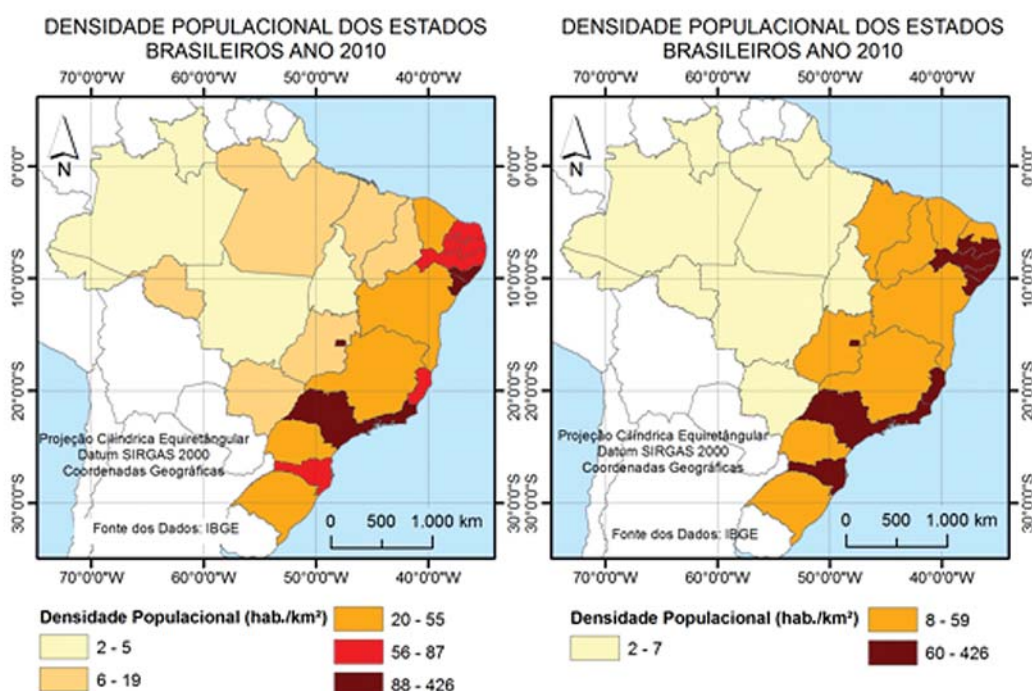 DENSIDADE POPULACIONAL DOS ESTADOS
BRASILEIROS ANO 2010
70°0'0"W 60°0'0"W 50°0'0"W 40°0'0"W
0°0'0"
10°0'0"S
20°0'0"S
30°0'0"S
N
Projeção Cilíndrica Equiretângular
Datum SIRGAS 2000
Coordenadas Geográficas
Fonte dos Dados: IBGE
0 500 1.000 km
0°0'0"
10°0'0"S
20°0'0"S
30°0'0"S
70°0'0"W 60°0'0"W 50°0'0"W 40°0'0"W
Densidade Populacional (hab./km²)
2 - 5
6 - 19
20 - 55
56 - 87
88 - 426
DENSIDADE POPULACIONAL DOS ESTADOS
BRASILEIROS ANO 2010
70°0'0"W 60°0'0"W 50°0'0"W 40°0'0"W
N
Projeção Cilíndrica Equiretângular
Datum SIRGAS 2000
Coordenadas Geográficas
Fonte dos Dados: IBGE
0 500 1.000 km
0°0'0"
10°0'0"S
20°0'0"S
30°0'0"S
70°0'0"W 60°0'0"W 50°0'0"W 40°0'0"W
Densidade Populacional (hab./km²)
2 - 7
8 - 59
60 - 426